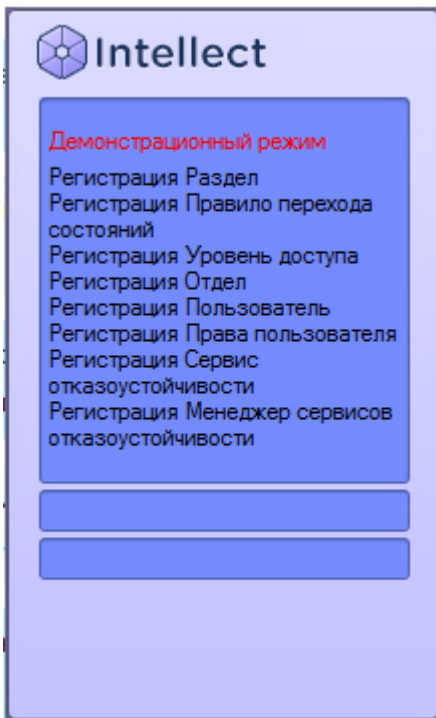 Intellect
Демонстрационный режим
Регистрация Раздел
Регистрация Правило перехода
состояний
Регистрация Уровень доступа
Регистрация Отдел
Регистрация Пользователь
Регистрация Права пользователя
Регистрация Сервис
отказоустойчивости
Регистрация Менеджер сервисов
отказоустойчивости